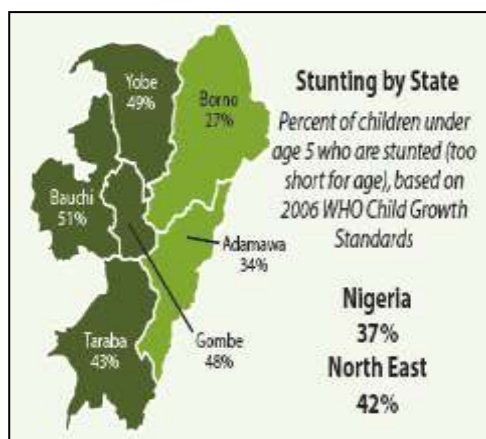 Yobe
49%
Borno
27%
Bauchi
51%
Adamawa
34%
Gombe
48%
Taraba
43%
Stunting by State
Percent of children under
age 5 who are stunted (too
short for age), based on
2006 WHO Child Growth
Standards
Nigeria
37%
North East
42%